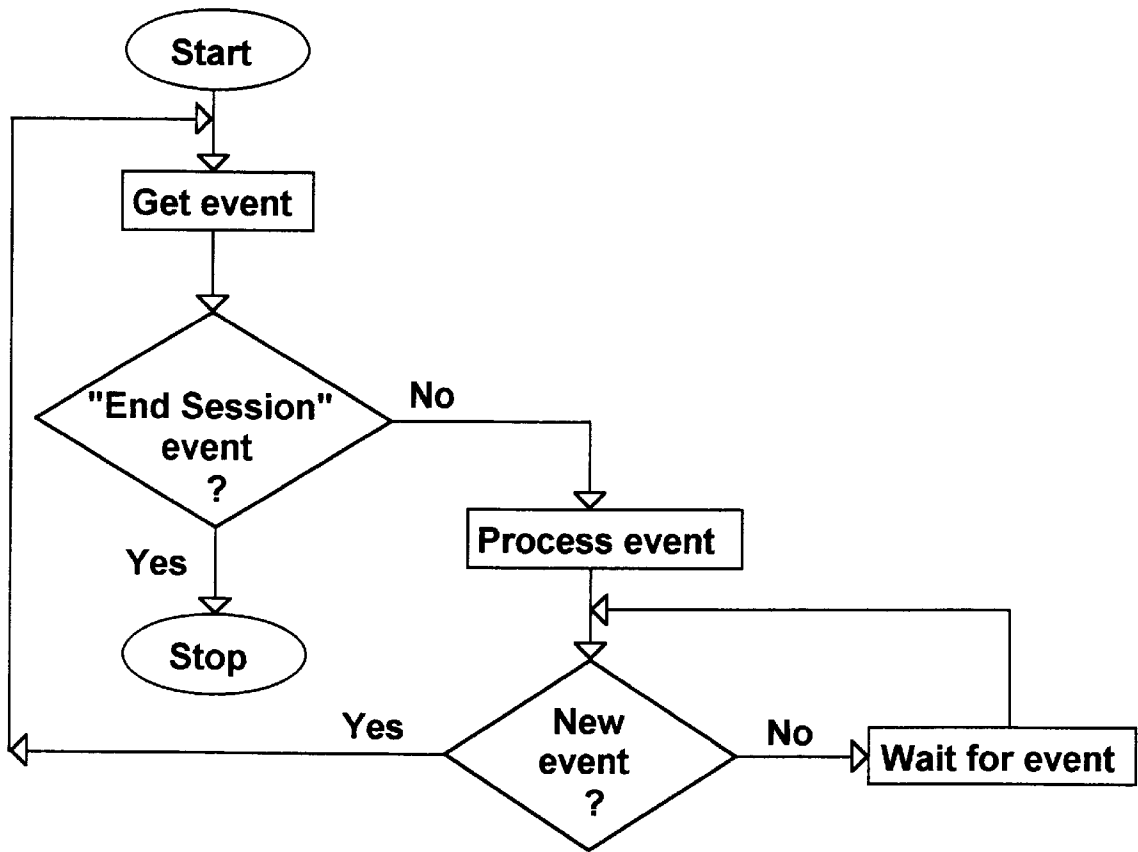 Start
Get event
"End Session"
event
?
No
Yes
Process event
Stop
New
event
?
Yes
No
Wait for event